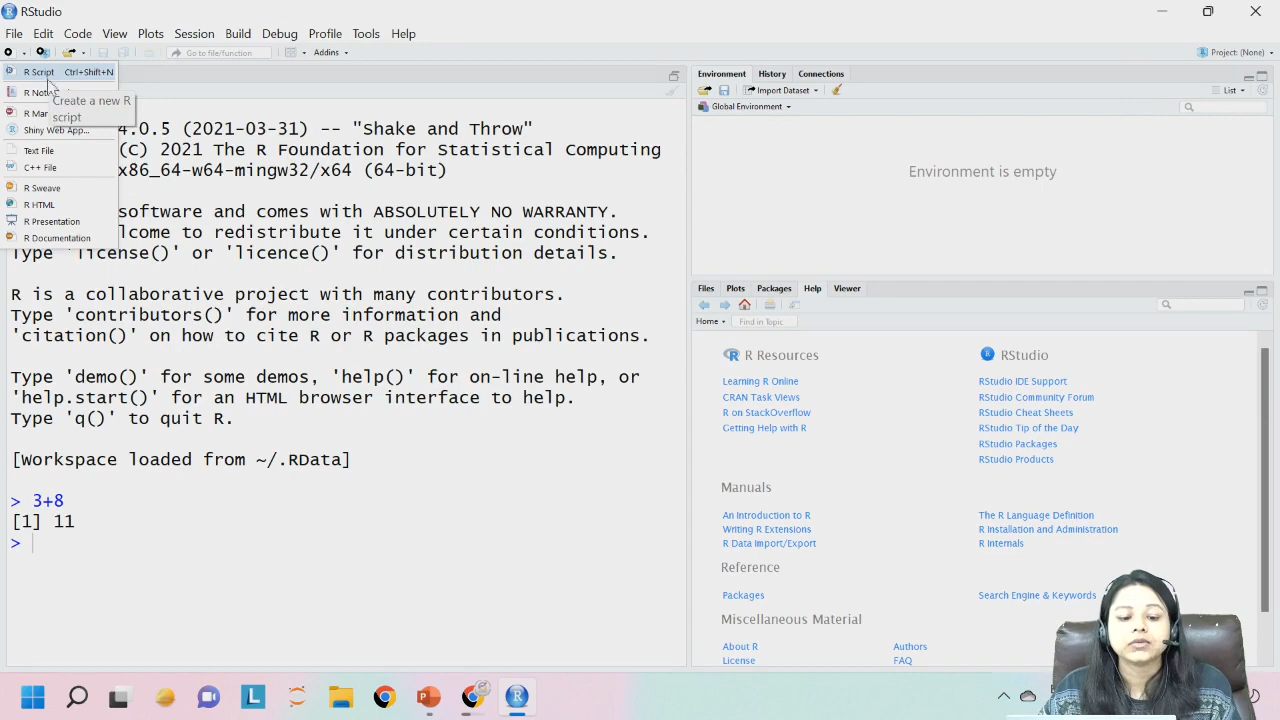 RStudio
File Edit Code View Plots Session Build Debug Profile Tools Help
Go to file/function Addins Project: (None)
R Script Ctrl+Shift+N
Create a new R
script
Shiny Web App...
Text File
C++ File
R Sweave
R HTML
R Presentation
R Documentation
4.0.5 (2021-03-31) -- "Shake and Throw"
(C) 2021 The R Foundation for Statistical Computing
x86_64-w64-mingw32/x64 (64-bit)
software and comes with ABSOLUTELY NO WARRANTY.
lcome to redistribute it under certain conditions.
Type 'license()' or 'licence()' for distribution details.
R is a collaborative project with many contributors.
Type 'contributors()' for more information and
'citation()' on how to cite R or R packages in publications.
Type 'demo()' for some demos, 'help()' for on-line help, or
'help.start()' for an HTML browser interface to help.
Type 'q()' to quit R.
[Workspace loaded from ~/.RData]
> 3+8
[1] 11
>
Environment History Connections
Import Dataset List
Global Environment
Environment is empty
Files Plots Packages Help Viewer
Home Find in Topic
R Resources
Learning R Online
CRAN Task Views
R on StackOverflow
Getting Help with R
RStudio
RStudio IDE Support
RStudio Community Forum
RStudio Cheat Sheets
RStudio Tip of the Day
RStudio Packages
RStudio Products
Manuals
An Introduction to R
Writing R Extensions
R Data Import/Export
The R Language Definition
R Installation and Administration
R Internals
Reference
Packages
Search Engine & Keywords
Miscellaneous Material
About R
License
Authors
FAQ